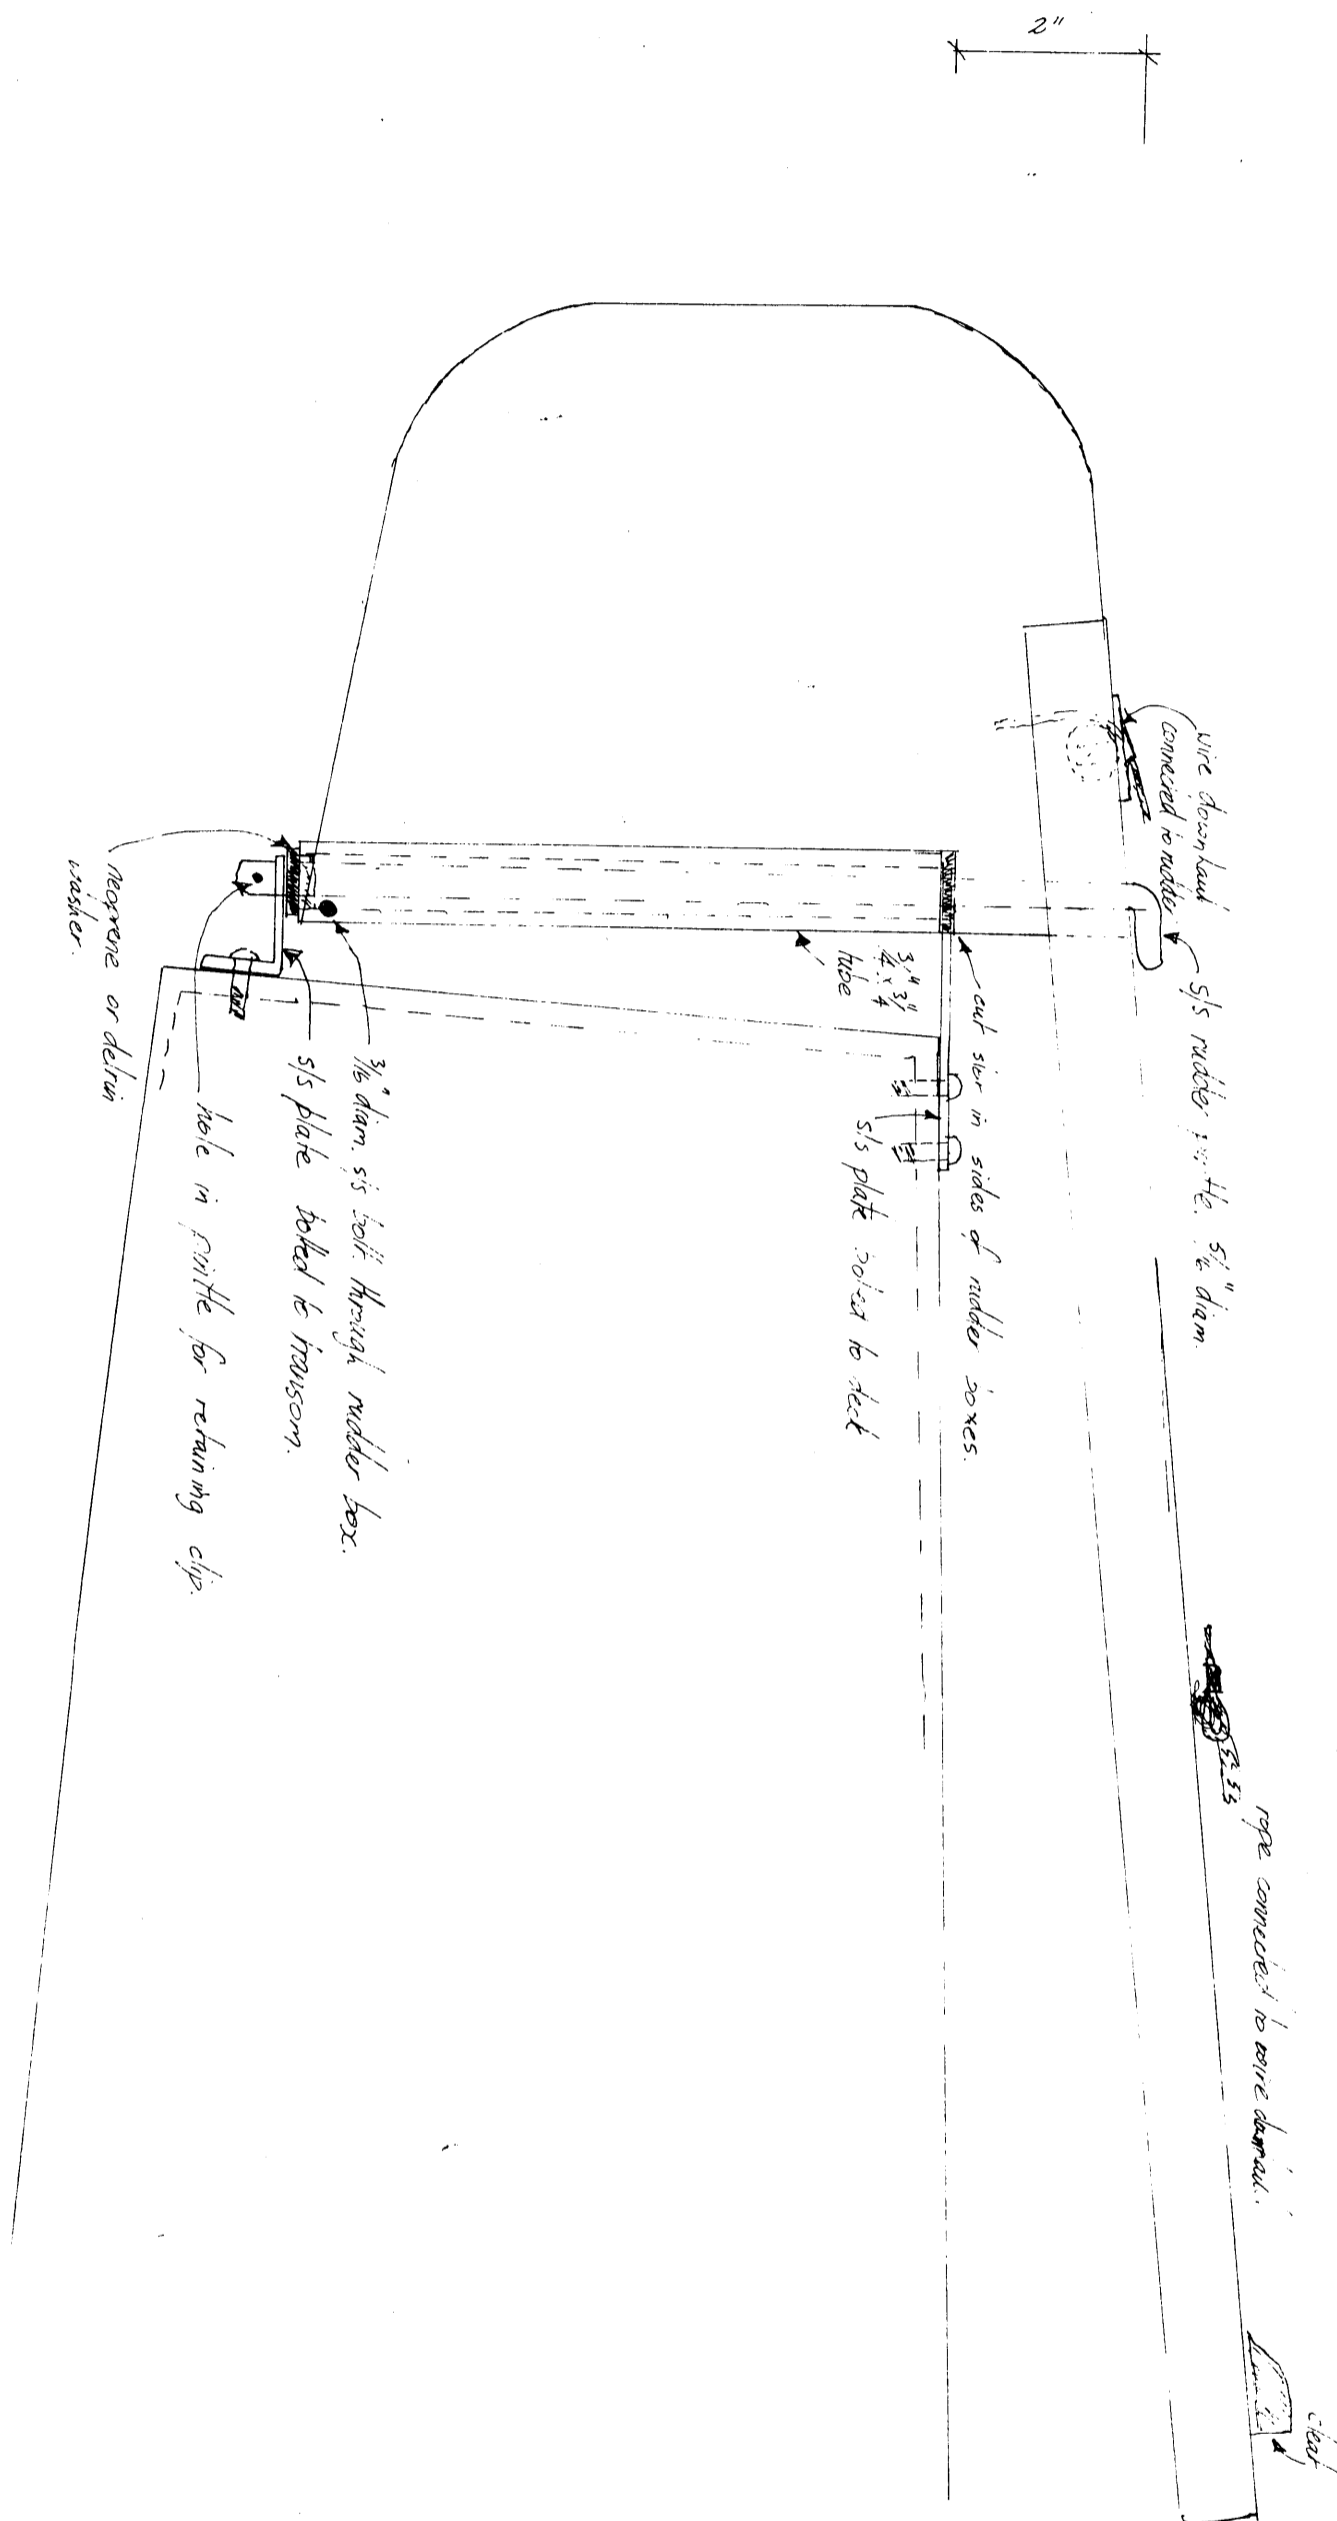 2"
wire downhaul
connected to rudder
S/S rudder pintle. 5/16" diam.
rope connected to wire downhaul.
cleat
cut slot in sides of rudder boxes.
3/4" x 3/4"
tube
s/s plate bolted to deck
3/16" diam. s/s bolt through rudder box.
s/s plate bolted to transom.
hole in pintle for retaining clip.
neoprene or delrin
washer.